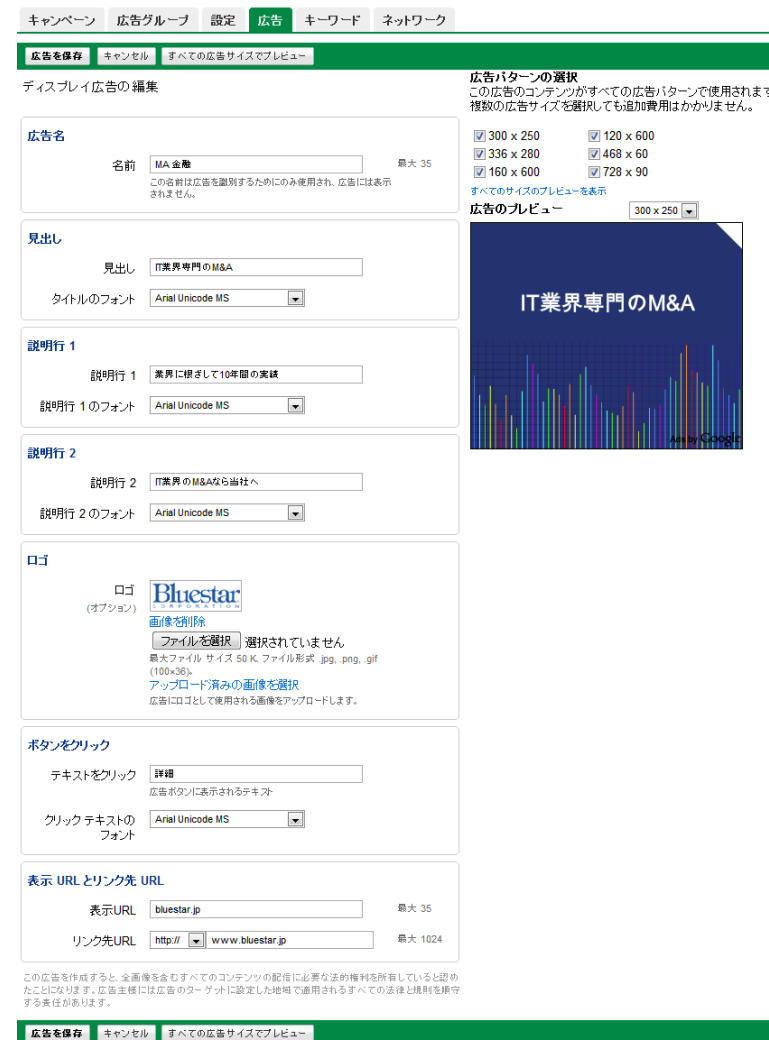 キャンペーン 広告グループ 設定 広告 キーワード ネットワーク
広告を保存 キャンセル すべての広告サイズでプレビュー
ディスプレイ広告の編集
広告名
名前 MA 金融 最大 35
この名前は広告を識別するためにのみ使用され、広告には表示
されません。
見出し
見出し IT業界専門のM&A
タイトルのフォント Arial Unicode MS
説明行 1
説明行 1 業界に根ざして10年間の実績
説明行 1 のフォント Arial Unicode MS
説明行 2
説明行 2 IT業界のM&Aなら当社へ
説明行 2 のフォント Arial Unicode MS
ロゴ
ロゴ
(オプション)
Bluestar
CORPORATION
画像を削除
ファイルを選択 選択されていません
最大ファイル サイズ 50 K. ファイル形式 .jpg, .png, .gif
(100×36)。
アップロード済みの画像を選択
広告にロゴとして使用される画像をアップロードします。
ボタンをクリック
テキストをクリック 詳細
広告ボタンに表示されるテキスト
クリック テキストの
フォント
Arial Unicode MS
表示 URL とリンク先 URL
表示URL bluestar.jp 最大 35
リンク先URL http:// www.bluestar.jp 最大 1024
この広告を作成すると、全画像を含むすべてのコンテンツの配信に必要な法的権利を所有していると認め
たことになります。広告主様には広告のターゲットに設定した地域で適用されるすべての法律と規則を順守
する責任があります。
広告を保存 キャンセル すべての広告サイズでプレビュー
広告パターンの選択
この広告のコンテンツがすべての広告パターンで使用されます
複数の広告サイズを選択しても追加費用はかかりません。
300 x 250 120 x 600
336 x 280 468 x 60
160 x 600 728 x 90
すべてのサイズのプレビューを表示
広告のプレビュー 300 x 250
IT業界専門のM&A
Ads by Google